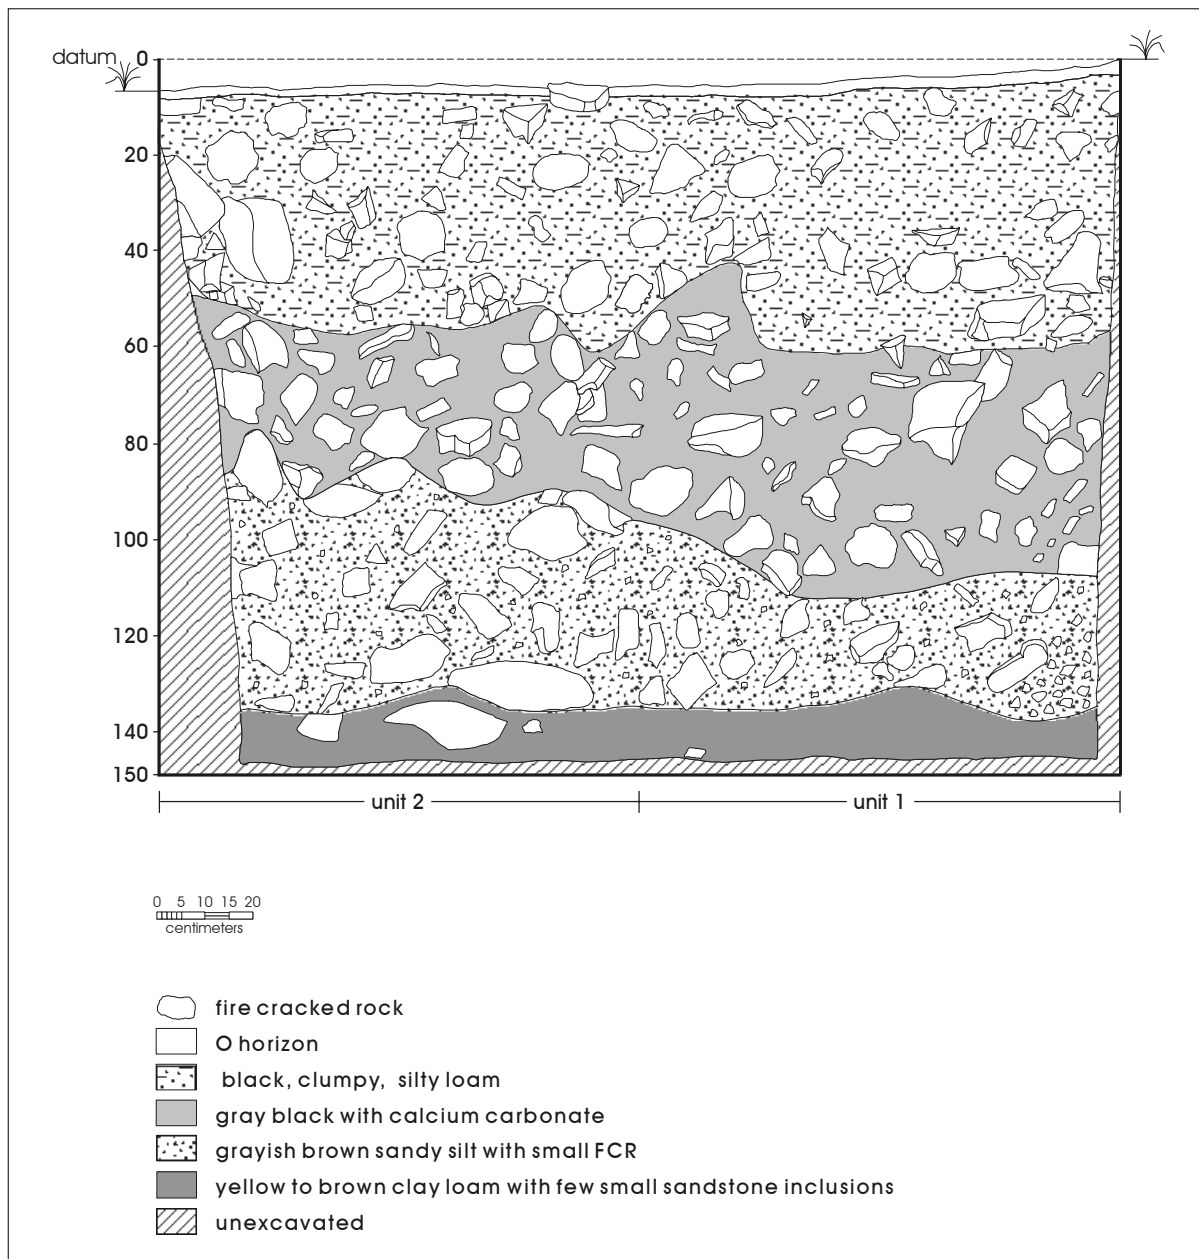 datum 0
20
40
60
80
100
120
140
150
unit 2 unit 1
0 5 10 15 20
centimeters
fire cracked rock
O horizon
black, clumpy, silty loam
gray black with calcium carbonate
grayish brown sandy silt with small FCR
yellow to brown clay loam with few small sandstone inclusions
unexcavated